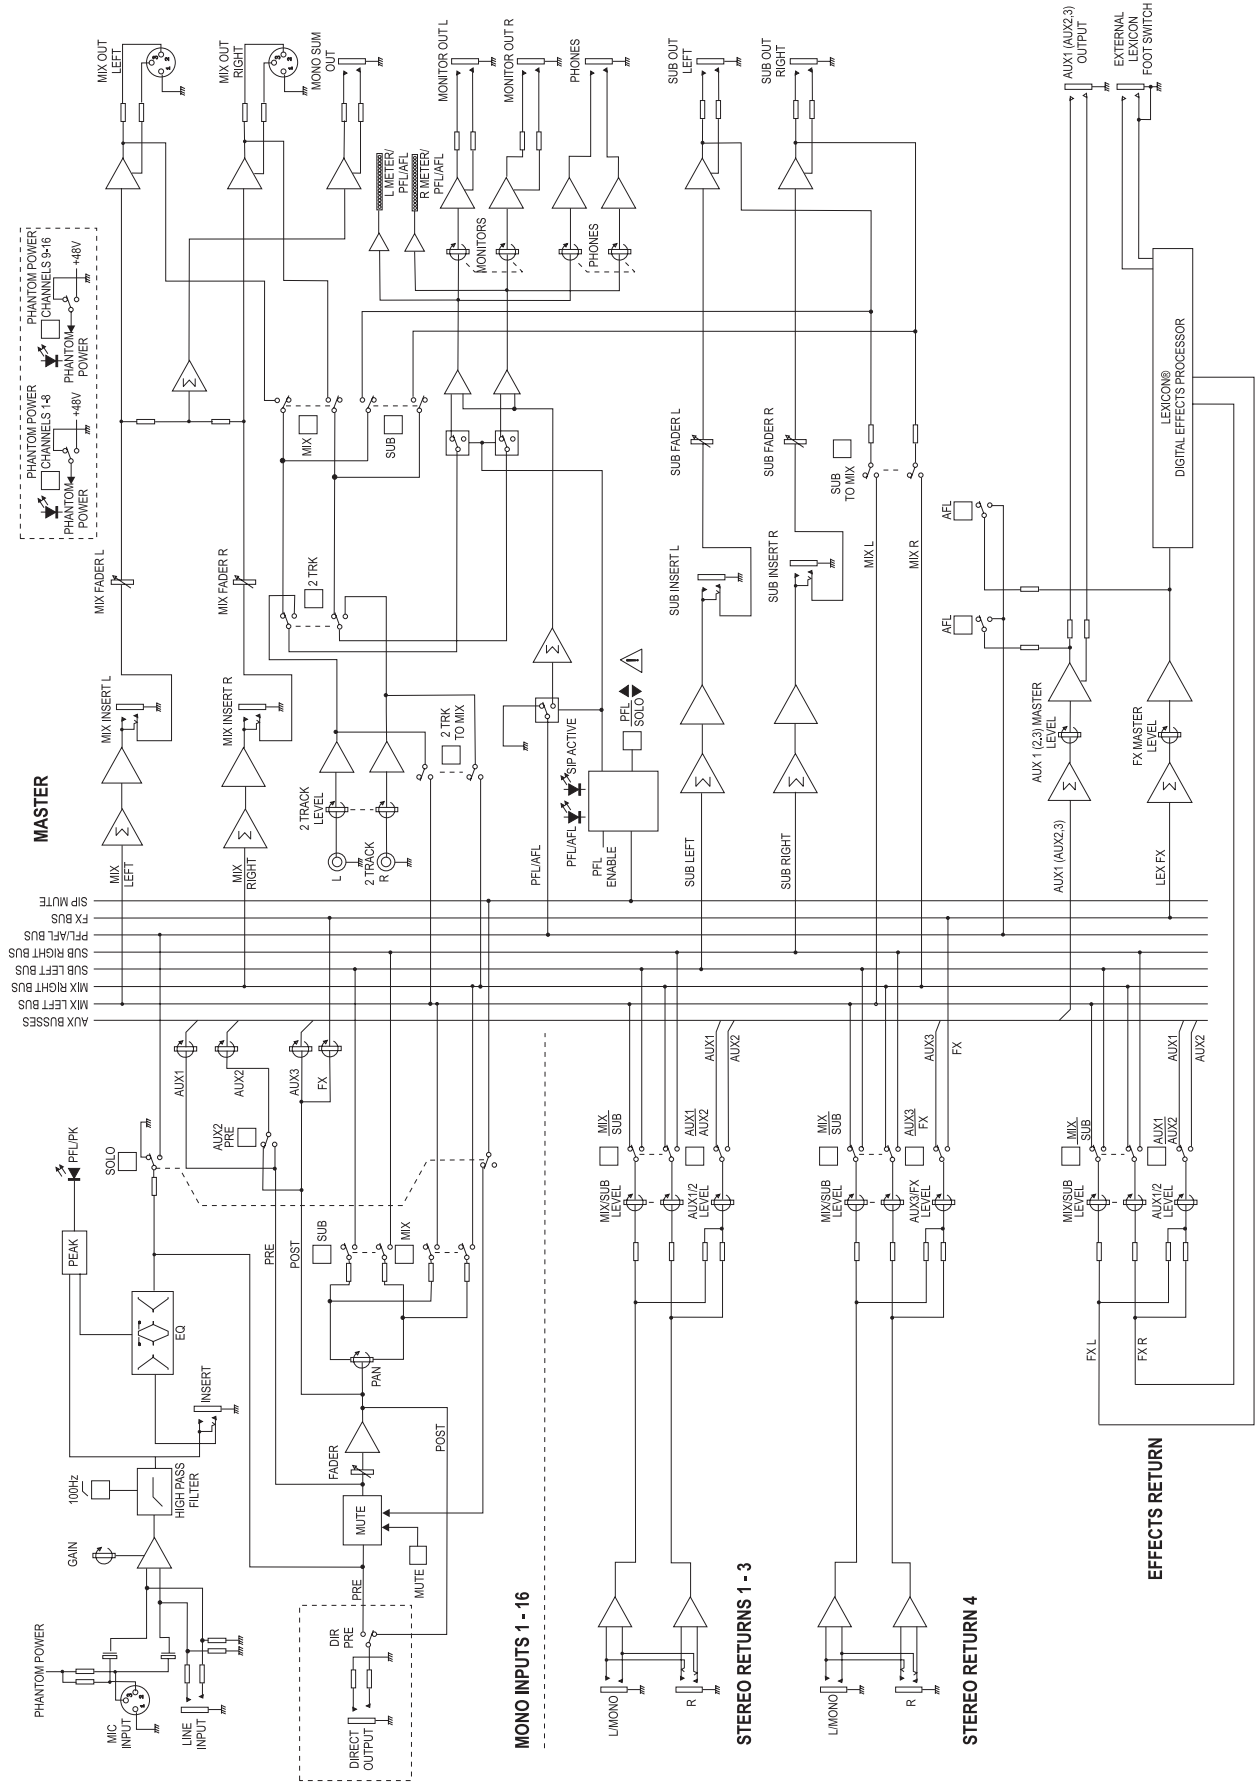 MASTER
MIX OUT
LEFT
MIX OUT
RIGHT
MONO SUM
OUT
MONITOR OUT L
MONITOR OUT R
PHONES
SUB OUT
LEFT
SUB OUT
RIGHT
AUX1 (AUX2,3)
OUTPUT
EXTERNAL
LEXICON
FOOT SWITCH
3
2
1
3
2
1
L METER/
PFL/AFL
R METER/
PFL/AFL
MONITORS
PHONES
PHANTOM POWER
CHANNELS 9-16
+48V
PHANTOM
POWER
PHANTOM POWER
CHANNELS 1-8
+48V
PHANTOM
POWER
Σ
MIX
SUB
LEXICON®
DIGITAL EFFECTS PROCESSOR
SUB FADER L
SUB FADER R
SUB
TO MIX
MIX L
MIX R
AFL
AFL
MIX FADER L
MIX FADER R
2 TRK
SUB INSERT L
SUB INSERT R
MIX INSERT L
MIX INSERT R
Σ
2 TRK
TO MIX
PFL
SOLO
!
SIP ACTIVE
PFL/AFL
PFL
ENABLE
PFL/AFL
2 TRACK
LEVEL
L
2 TRACK
R
Σ
Σ
MIX
LEFT
MIX
RIGHT
Σ
Σ
SUB LEFT
SUB RIGHT
AUX 1 (2,3) MASTER
LEVEL
FX MASTER
LEVEL
Σ
Σ
AUX1 (AUX2,3)
LEX FX
SIP MUTE
FX BUS
PFL/AFL BUS
SUB RIGHT BUS
SUB LEFT BUS
MIX RIGHT BUS
MIX LEFT BUS
AUX BUSSES
AUX1
AUX2
AUX3
FX
AUX2
PRE
SOLO
PFL/PK
PEAK
PRE
POST
SUB
MIX
EQ
INSERT
PAN
100Hz
HIGH PASS
FILTER
GAIN
FADER
POST
MUTE
MUTE
PRE
DIR
PRE
DIRECT
OUTPUT
PHANTOM POWER
MIC
INPUT
3
2
1
LINE
INPUT
MONO INPUTS 1 - 16
AUX1
AUX2
MIX
SUB
AUX1
AUX2
MIX/SUB
LEVEL
AUX1/2
LEVEL
L/MONO
R
STEREO RETURNS 1 - 3
AUX3
FX
MIX
SUB
AUX3
FX
MIX/SUB
LEVEL
AUX3/FX
LEVEL
L/MONO
R
STEREO RETURN 4
AUX1
AUX2
MIX
SUB
AUX1
AUX2
MIX/SUB
LEVEL
AUX1/2
LEVEL
FX L
FX R
EFFECTS RETURN